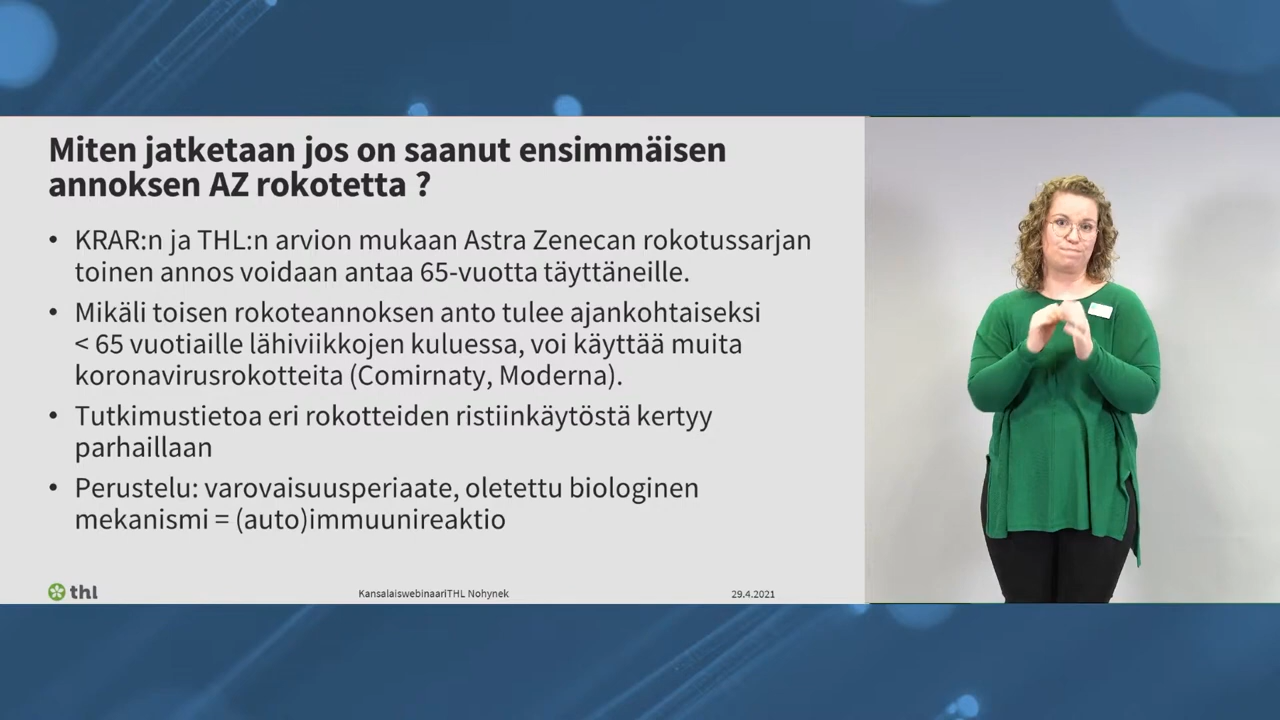 Miten jatketaan jos on saanut ensimmäisen
annoksen AZ rokotetta ?
• KRAR:n ja THL:n arvion mukaan Astra Zenecan rokotussarjan
toinen annos voidaan antaa 65-vuotta täyttäneille.
• Mikäli toisen rokoteannoksen anto tulee ajankohtaiseksi
< 65 vuotiaille lähiviikkojen kuluessa, voi käyttää muita
koronavirusrokotteita (Comirnaty, Moderna).
• Tutkimustietoa eri rokotteiden ristiinkäytöstä kertyy
parhaillaan
• Perustelu: varovaisuusperiaate, oletettu biologinen
mekanismi = (auto)immuunireaktio
thl
KansalaiswebinaariTHL Nohynek
29.4.2021